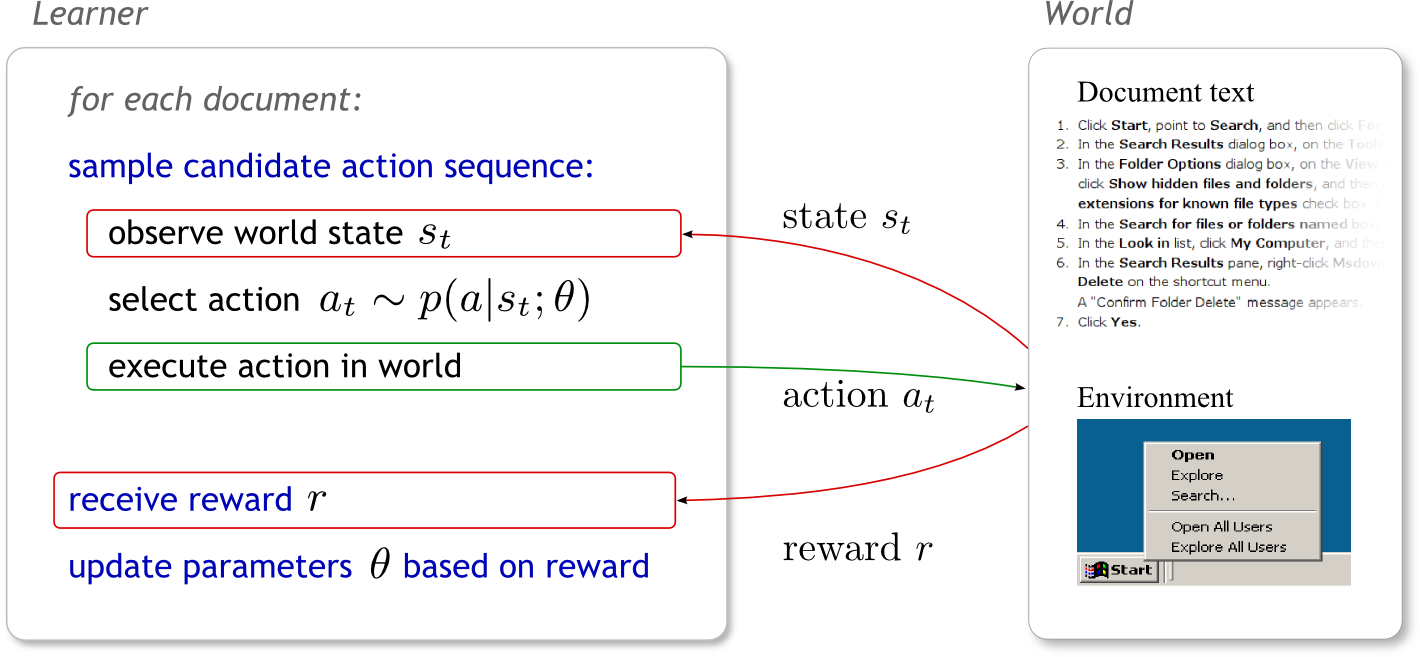 Learner
for each document:
sample candidate action sequence:
observe world state s_t
select action a_t ∼ p(a|s_t; θ)
execute action in world
receive reward r
update parameters θ based on reward
state s_t
action a_t
reward r
World
Document text
1. Click Start, point to Search, and then click
2. In the Search Results dialog box, on the
3. In the Folder Options dialog box, on the View
click Show hidden files and folders, and then
extensions for known file types check box.
4. In the Search for files or folders named box
5. In the Look in list, click My Computer, and then
6. In the Search Results pane, right-click
Delete on the shortcut menu.
A "Confirm Folder Delete" message appears.
7. Click Yes.
Environment
Open
Explore
Search...
Open All Users
Explore All Users
Start